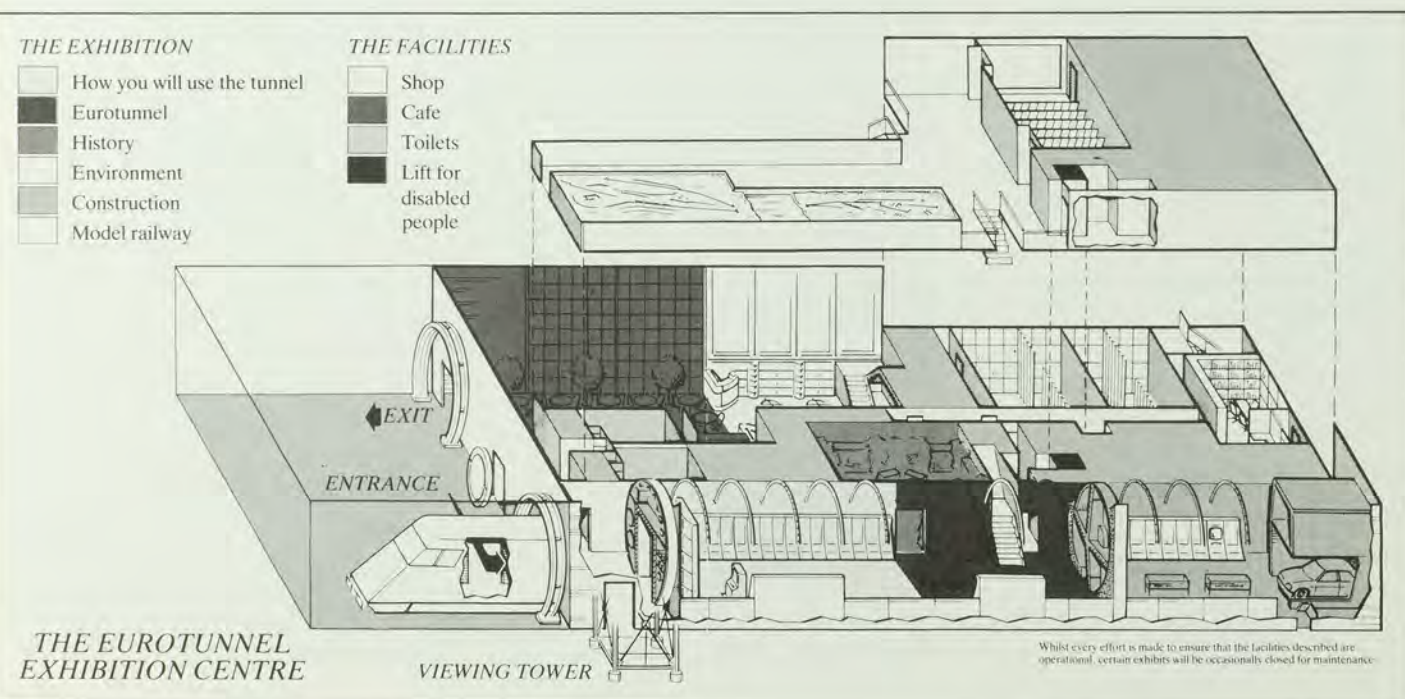 THE EXHIBITION
How you will use the tunnel
Eurotunnel
History
Environment
Construction
Model railway
THE FACILITIES
Shop
Cafe
Toilets
Lift for
disabled
people
EXIT
ENTRANCE
THE EUROTUNNEL
EXHIBITION CENTRE
VIEWING TOWER
Whilst every effort is made to ensure that the facilities described are
operational, certain exhibits will be occasionally closed for maintenance